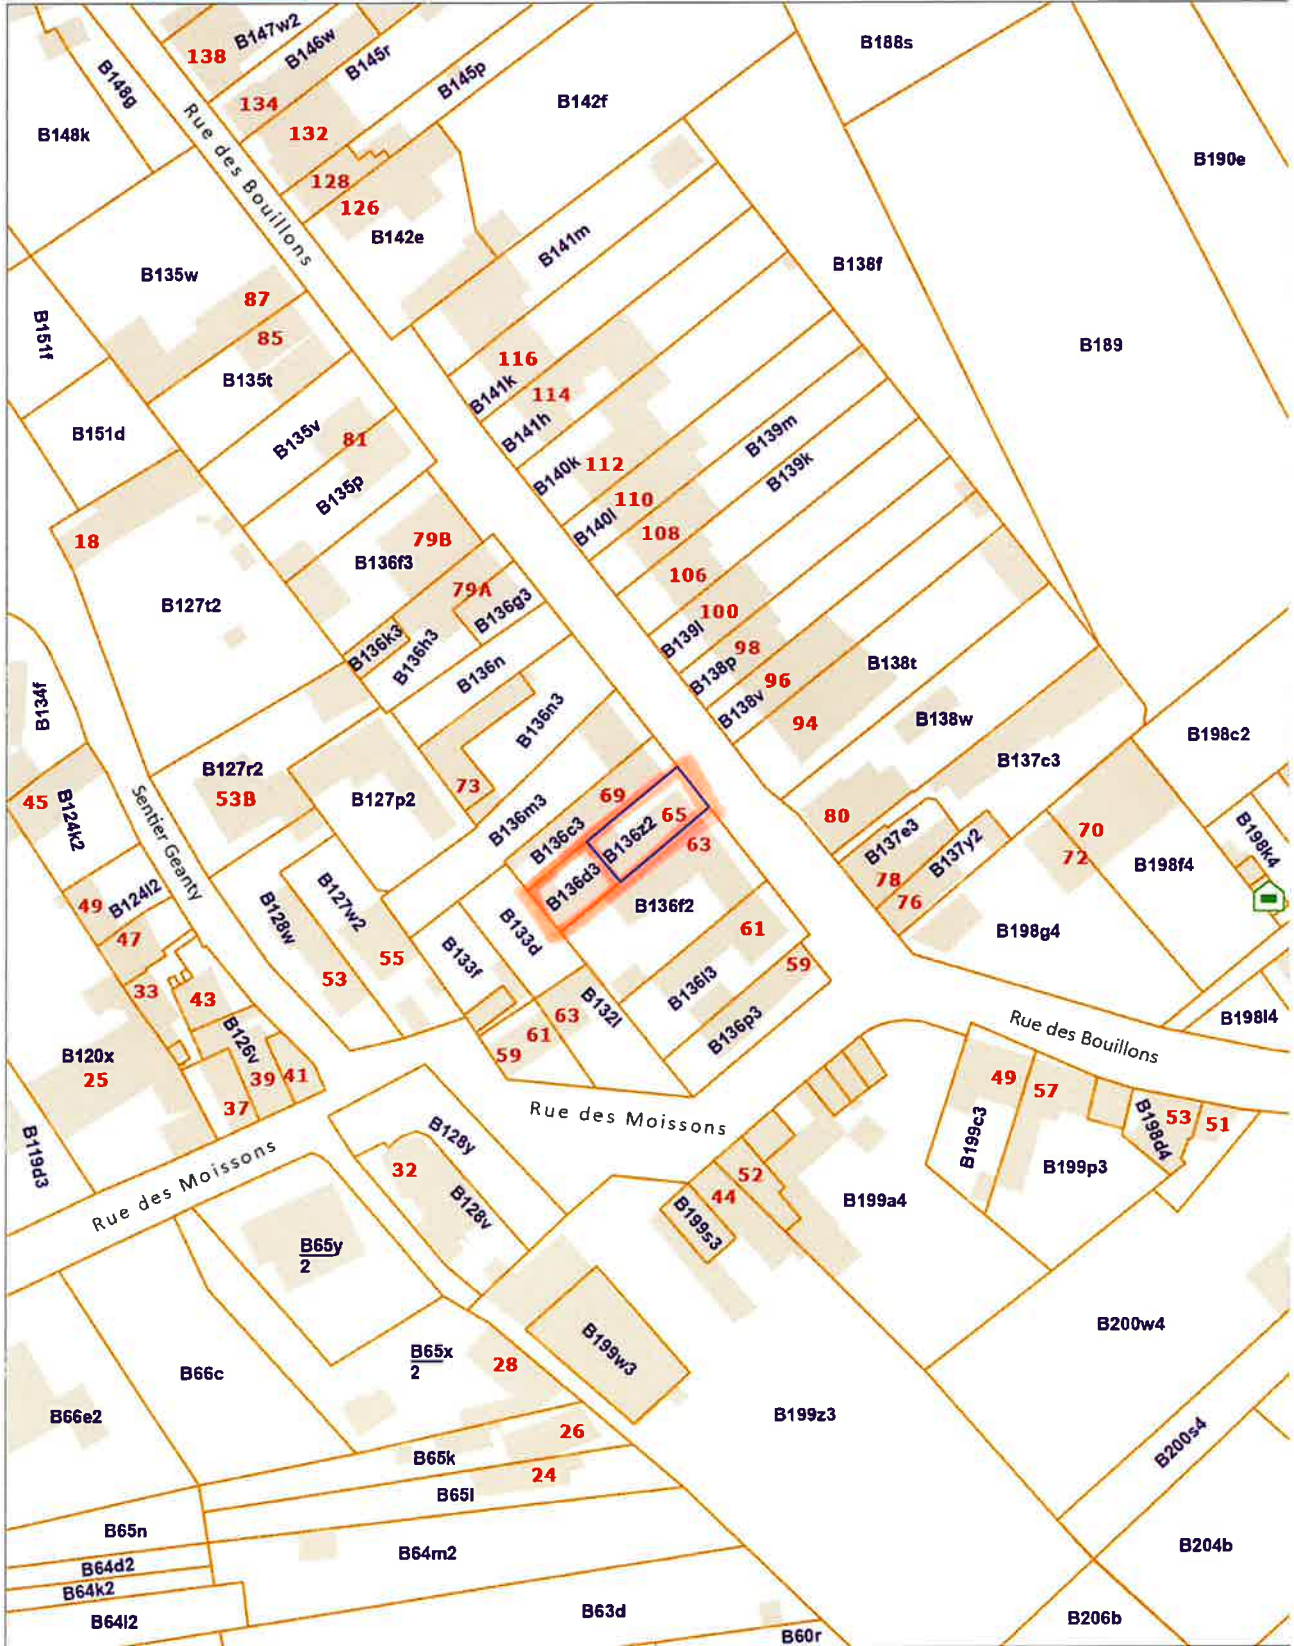 B147w2
138
B146w
B145r
B188s
B148g
B145p
134
B142f
B148k
132
Rue des Bouillons
B190e
128
126
B142e
B141m
B138f
B135w
87
B151f
85
B189
116
B135t
B141k
114
B151d
B135v
81
B141h
B139m
112
B140k
B139k
B135p
110
B140l
108
18
79B
B136f3
106
79A
B127t2
B136g3
100
B136k3
B139l
98
B136h3
B138t
B136n
B138p
96
B134f
B138v
94
B136n3
B138w
B198c2
B127r2
B137c3
73
69
53B
B127p2
45
B124k2
Sentier Geanty
65
80
B136m3
70
B136c3
B136z2
63
B137e3
B198k4
B137y2
72
B198f4
B136d3
78
B124l2
49
B127w2
B136f2
76
B128w
B133d
61
B198g4
47
55
B133f
59
53
B136l3
33
43
B132l
63
B198l4
B126v
61
B136p3
Rue des Bouillons
B120x
59
25
39
41
49
57
37
Rue des Moissons
53
51
B128y
B199c3
B198d4
B119d3
32
B199p3
Rue des Moissons
52
44
B128v
B199s3
B199a4
B65y
2
B200w4
B65x
2
28
B199w3
B66c
B66e2
B199z3
26
B200s4
B65k
24
B65l
B65n
B204b
B64m2
B64d2
B64k2
B64l2
B63d
B206b
B60r